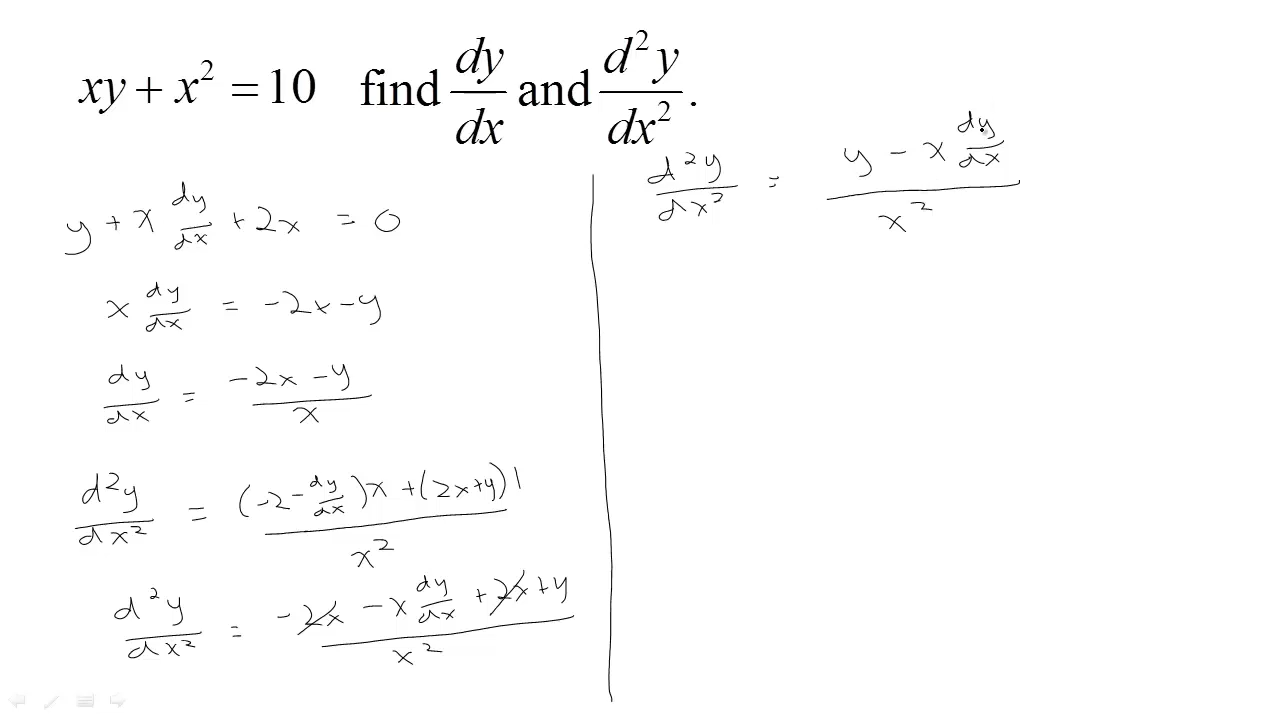 xy + x² = 10 find dy/dx and d²y/dx².
y + x dy/dx + 2x = 0
x dy/dx = -2x - y
dy/dx = (-2x - y)/x
d²y/dx² = ((-2 - dy/dx)x + (2x+y)1)/x²
d²y/dx² = (-2x - x dy/dx + 2x + y)/x²
d²y/dx² = (y - x dy/dx)/x²